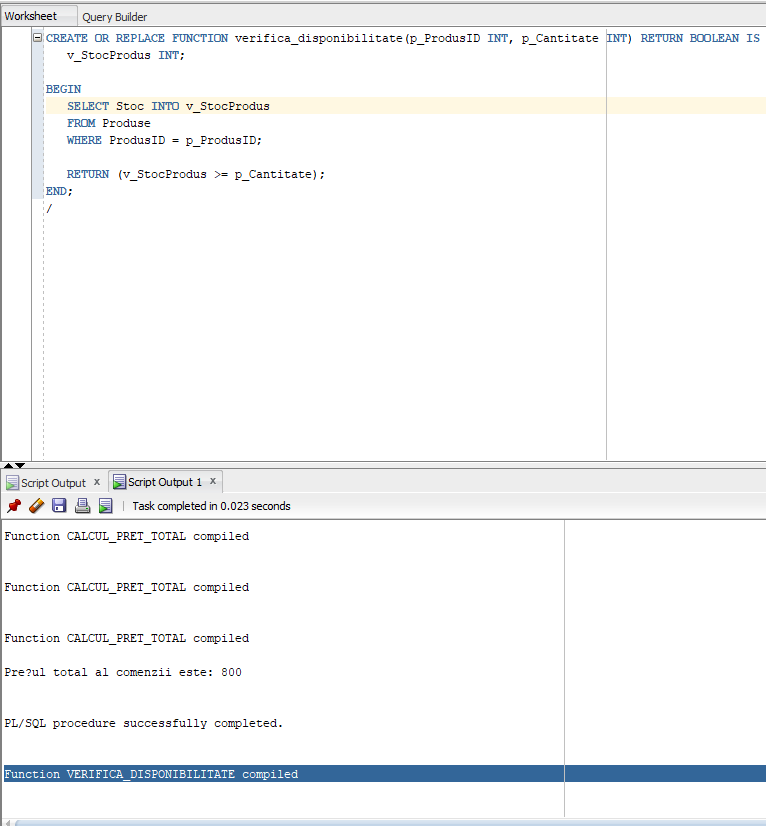 Worksheet Query Builder
CREATE OR REPLACE FUNCTION verifica_disponibilitate(p_ProdusID INT, p_Cantitate INT) RETURN BOOLEAN IS
v_StocProdus INT;
BEGIN
SELECT Stoc INTO v_StocProdus
FROM Produse
WHERE ProdusID = p_ProdusID;
RETURN (v_StocProdus >= p_Cantitate);
END;
/
Script Output x Script Output 1 x
Task completed in 0.023 seconds
Function CALCUL_PRET_TOTAL compiled
Function CALCUL_PRET_TOTAL compiled
Function CALCUL_PRET_TOTAL compiled
Pre?ul total al comenzii este: 800
PL/SQL procedure successfully completed.
Function VERIFICA_DISPONIBILITATE compiled